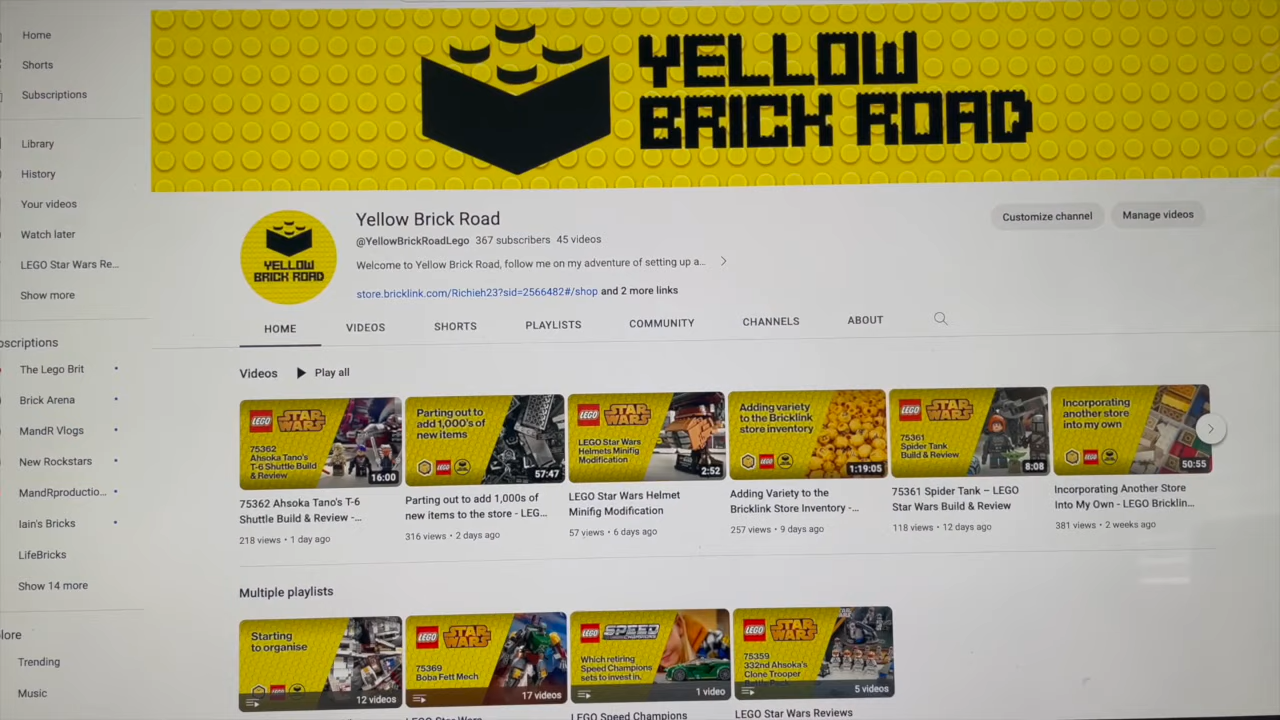 Home
Shorts
Subscriptions
Library
History
Your videos
Watch later
LEGO Star Wars Re...
Show more
The Lego Brit
Brick Arena
MandR Vlogs
New Rockstars
MandRproductio...
Iain's Bricks
LifeBricks
Show 14 more
Trending
Music
YELLOW
BRICK ROAD
YELLOW
BRICK ROAD
Yellow Brick Road
@YellowBrickRoadLego 367 subscribers 45 videos
Welcome to Yellow Brick Road, follow me on my adventure of setting up a...
store.bricklink.com/Richieh23?sid=2566482#/shop and 2 more links
Customize channel
Manage videos
HOME
VIDEOS
SHORTS
PLAYLISTS
COMMUNITY
CHANNELS
ABOUT
Videos
Play all
LEGO STAR WARS
75362
Ahsoka Tano's
T-6 Shuttle Build
& Review
16:00
75362 Ahsoka Tano's T-6
Shuttle Build & Review -...
218 views • 1 day ago
Parting out to
add 1,000's of
new items
LEGO
57:47
Parting out to add 1,000s of
new items to the store - LEG...
316 views • 2 days ago
LEGO STAR WARS
LEGO Star Wars
Helmets Minifig
Modification
2:52
LEGO Star Wars Helmet
Minifig Modification
57 views • 6 days ago
Adding variety
to the Bricklink
store inventory
LEGO
1:19:05
Adding Variety to the
Bricklink Store Inventory -...
257 views • 9 days ago
LEGO STAR WARS
75361
Spider Tank
Build & Review
8:08
75361 Spider Tank – LEGO
Star Wars Build & Review
118 views • 12 days ago
Incorporating
another store
into my own
LEGO
50:55
Incorporating Another Store
Into My Own - LEGO Bricklin...
381 views • 2 weeks ago
Multiple playlists
Starting
to organise
LEGO
12 videos
LEGO STAR WARS
75369
Boba Fett Mech
17 videos
LEGO SPEED CHAMPIONS
Which retiring
Speed Champions
sets to invest in.
1 video
LEGO Speed Champions
LEGO STAR WARS
75359
332nd Ahsoka's
Clone Trooper
Battle Pack
5 videos
LEGO Star Wars Reviews